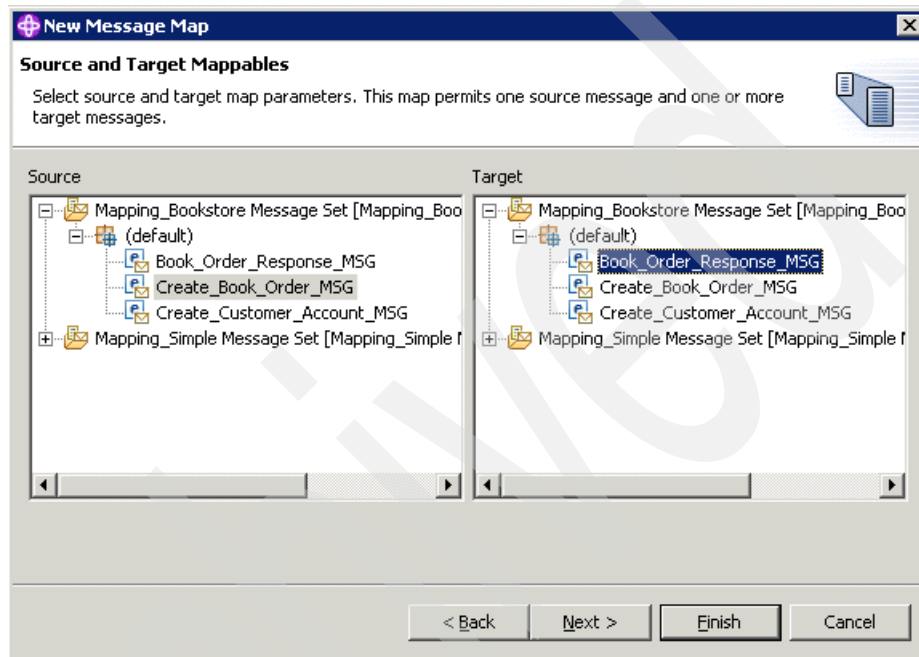 New Message Map
Source and Target Mappables
Select source and target map parameters. This map permits one source message and one or more
target messages.
Source
Mapping_Bookstore Message Set [Mapping_Boo
(default)
Book_Order_Response_MSG
Create_Book_Order_MSG
Create_Customer_Account_MSG
Mapping_Simple Message Set [Mapping_Simple
Target
Mapping_Bookstore Message Set [Mapping_Boo
(default)
Book_Order_Response_MSG
Create_Book_Order_MSG
Create_Customer_Account_MSG
Mapping_Simple Message Set [Mapping_Simple
< Back
Next >
Finish
Cancel